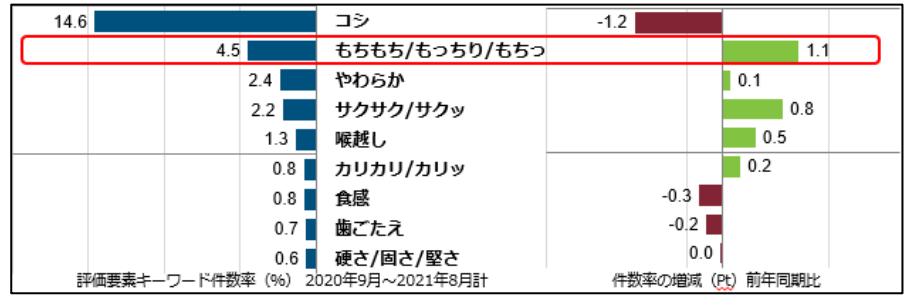 14.6 コシ -1.2
4.5 もちもち/もっちり/もちっ 1.1
2.4 やわらか 0.1
2.2 サクサク/サクッ 0.8
1.3 喉越し 0.5
0.8 カリカリ/カリッ 0.2
0.8 食感 -0.3
0.7 歯ごたえ -0.2
0.6 硬さ/固さ/堅さ 0.0
評価要素キーワード件数率（%） 2020年9月～2021年8月計 件数率の増減（Pt）前年同期比